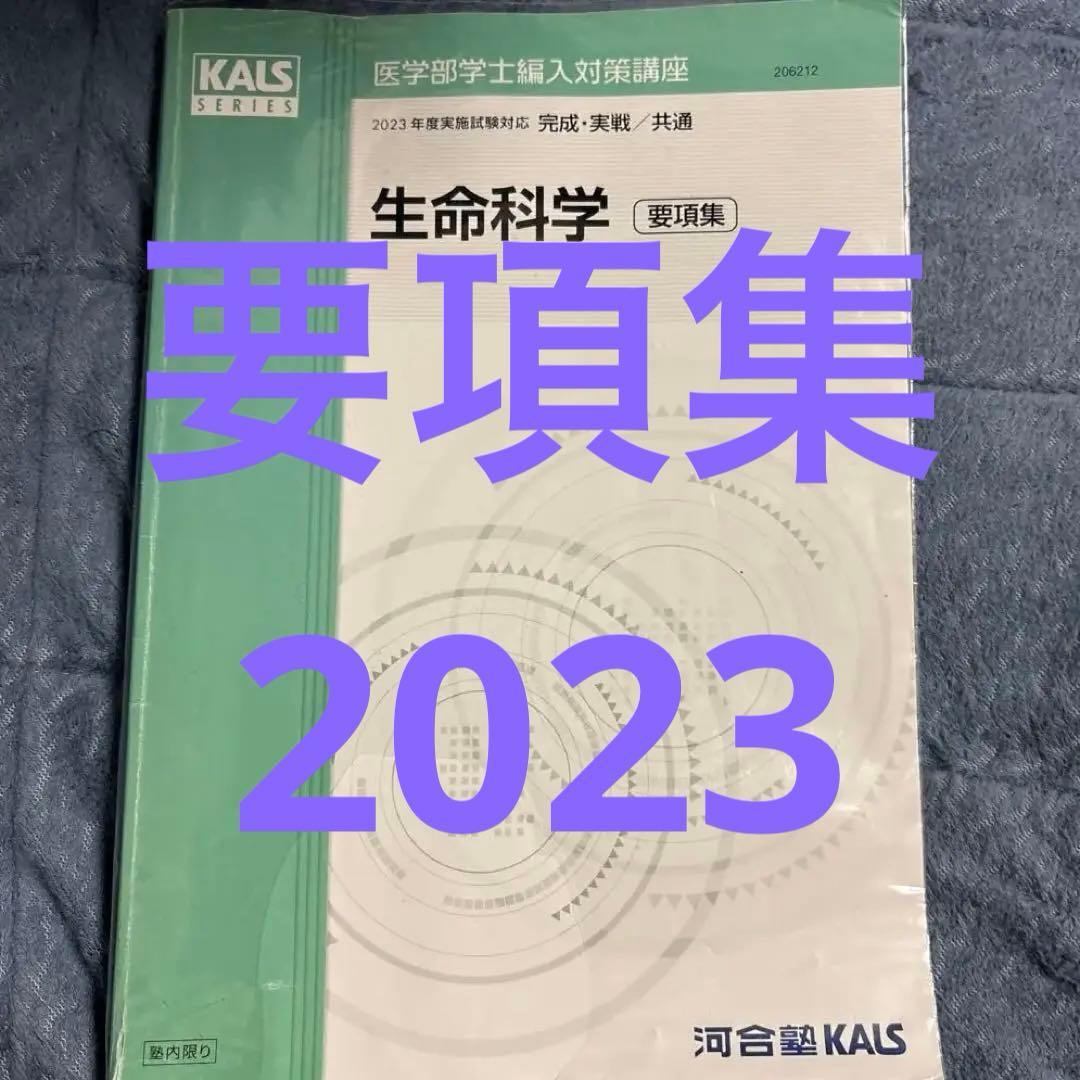 KALS
SERIES
医学部学士編入対策講座
206212
2023年度実施試験対応 完成・実戦/共通
生命科学 要項集
要項集
2023
塾内限り
河合塾KALS